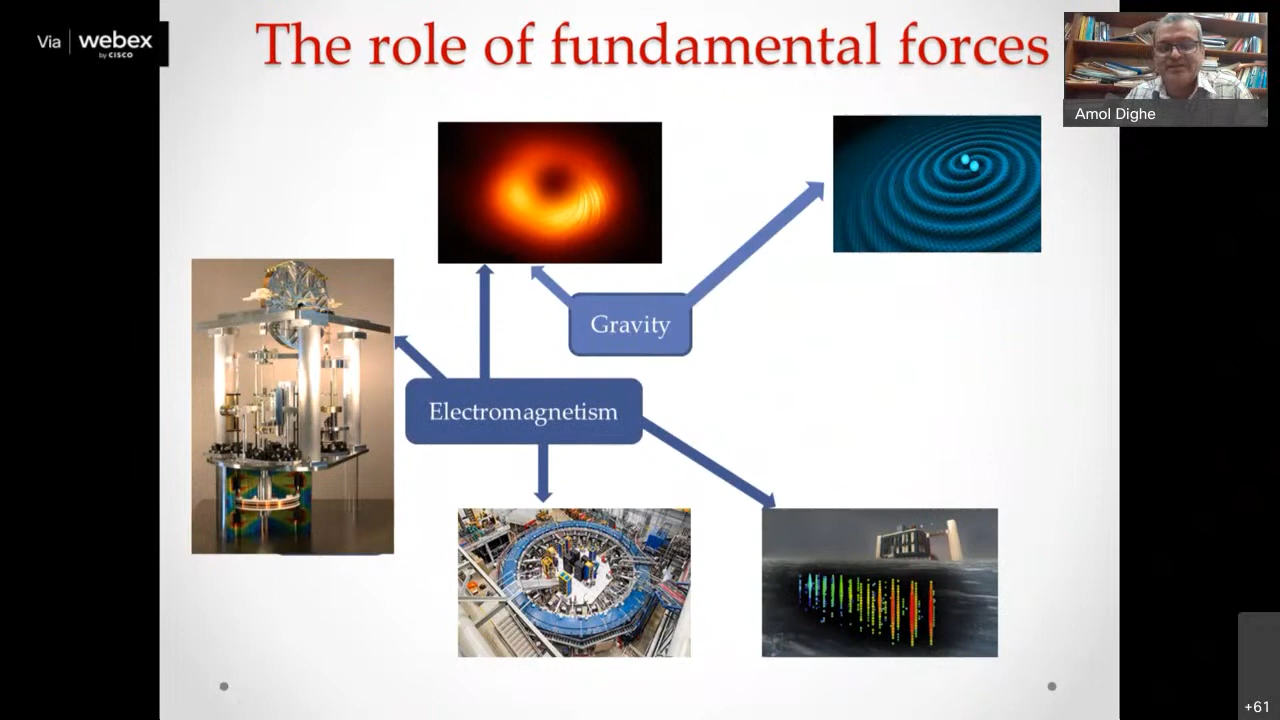 Via webex
by CISCO
The role of fundamental forces
Amol Dighe
Gravity
Electromagnetism
+61